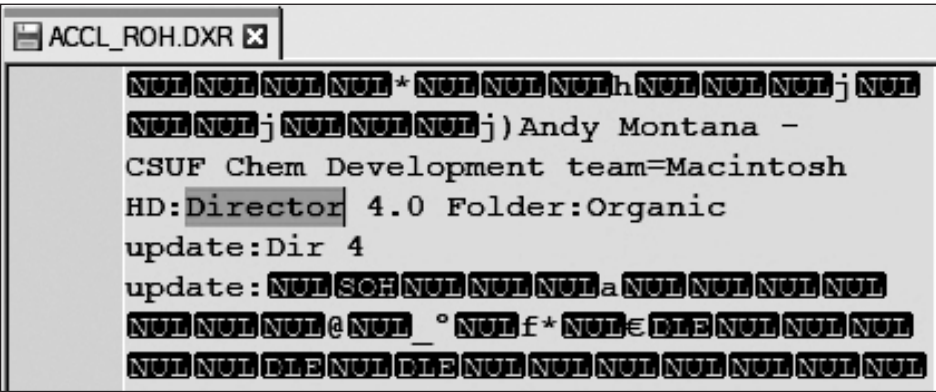 ACCL_ROH.DXR
NULNULNULNUL*NULNULNULhNULNULNULjNUL
NULNULjNULNULNULj)Andy Montana –
CSUF Chem Development team=Macintosh
HD:Director 4.0 Folder:Organic
update:Dir 4
update:NULSOHNULNULNULaNULNULNULNUL
NULNULNUL@NUL_°NULf*NUL€DLENULNULNUL
NULNULDLENULDLENULNULNULNULNULNULNUL